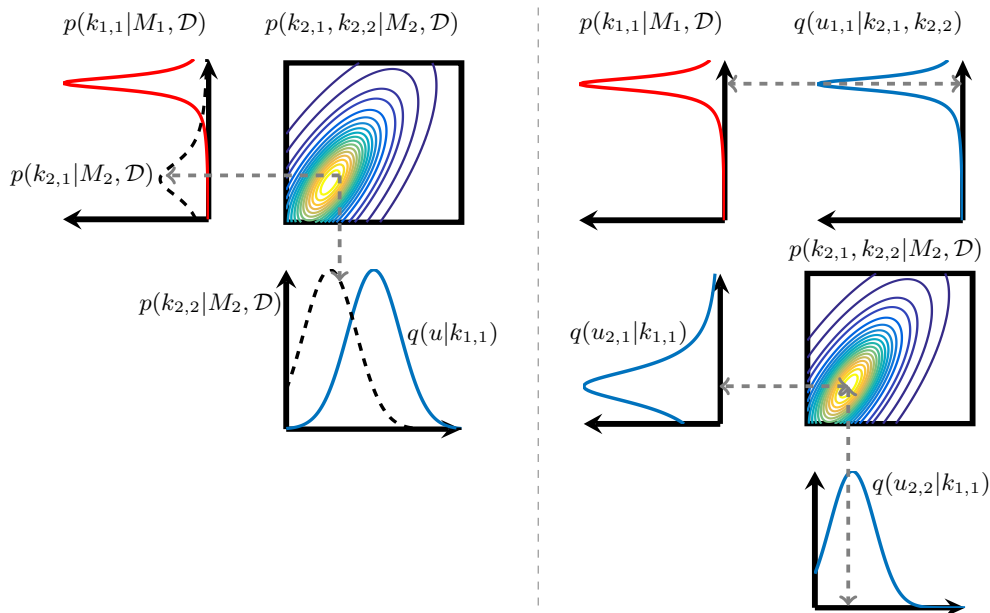 p(k_{1,1}|M_1, \mathcal{D})
p(k_{2,1}, k_{2,2}|M_2, \mathcal{D})
p(k_{2,1}|M_2, \mathcal{D})
p(k_{2,2}|M_2, \mathcal{D})
q(u|k_{1,1})
p(k_{1,1}|M_1, \mathcal{D})
q(u_{1,1}|k_{2,1}, k_{2,2})
p(k_{2,1}, k_{2,2}|M_2, \mathcal{D})
q(u_{2,1}|k_{1,1})
q(u_{2,2}|k_{1,1})